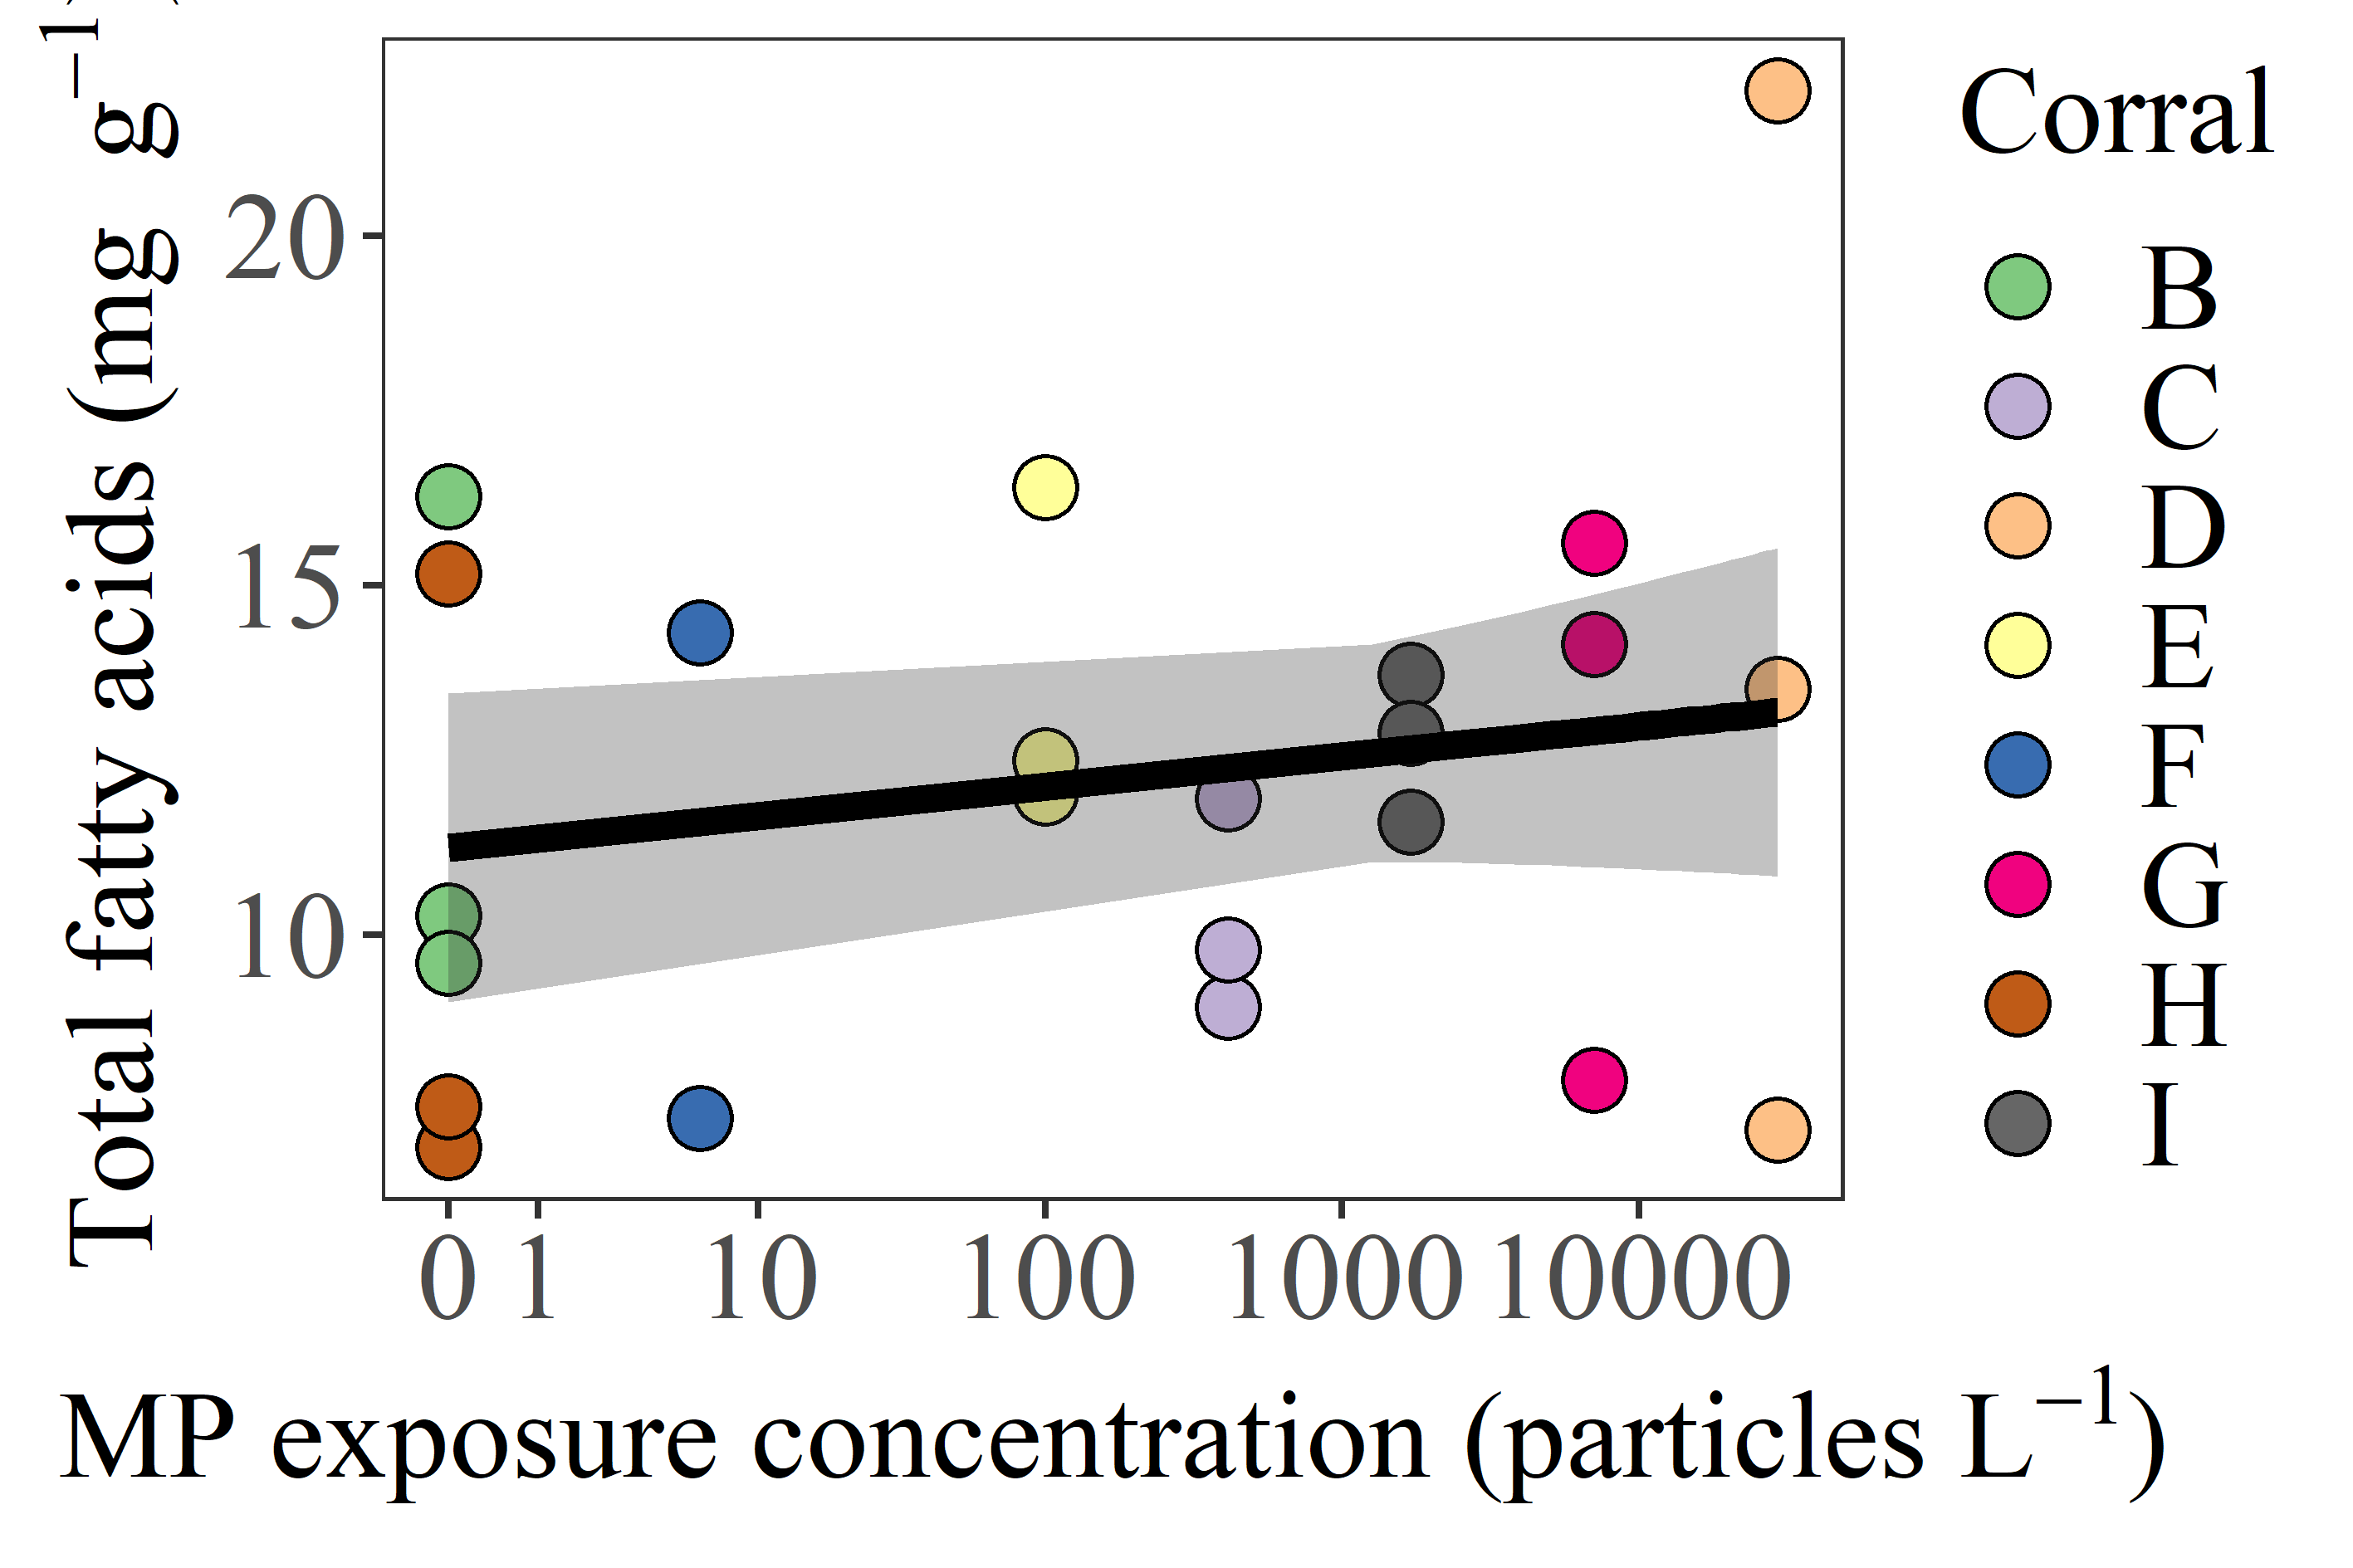 Total fatty acids (mg g⁻¹
20
15
10
0 1 10 100 1000 10000
MP exposure concentration (particles L⁻¹)
Corral
B
C
D
E
F
G
H
I